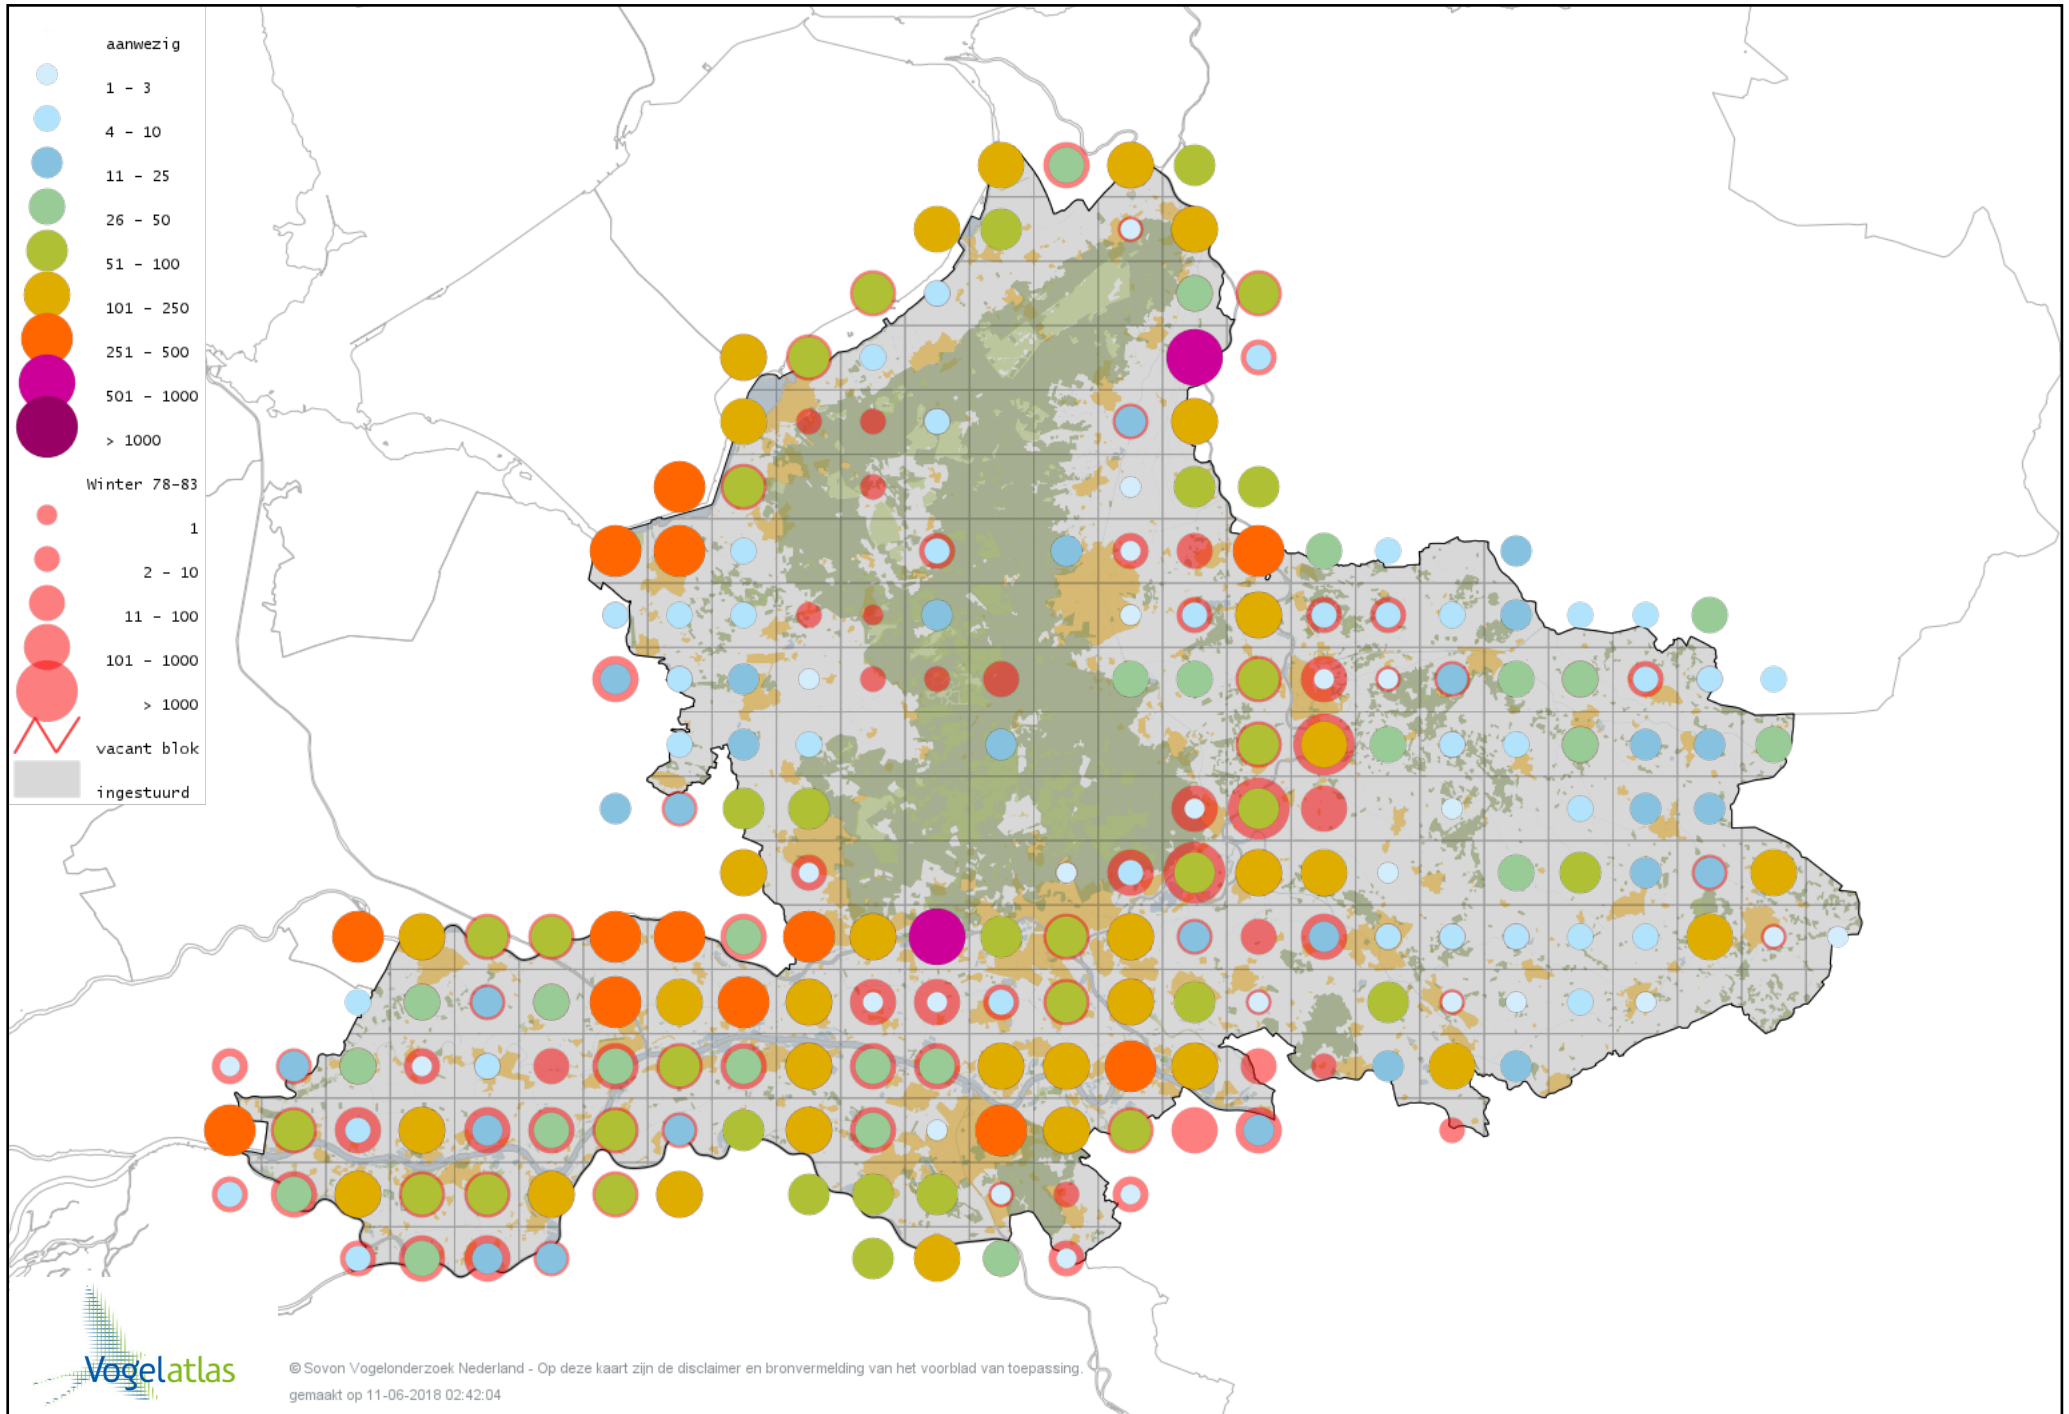 aanwezig
1 - 3
4 - 10
11 - 25
26 - 50
51 - 100
101 - 250
251 - 500
501 - 1000
> 1000
Winter 78-83
1
2 - 10
11 - 100
101 - 1000
> 1000
vacant blok
ingestuurd
Vogelatlas
© Sovon Vogelonderzoek Nederland - Op deze kaart zijn de disclaimer en bronvermelding van het voorblad van toepassing.
gemaakt op 11-06-2018 02:42:04